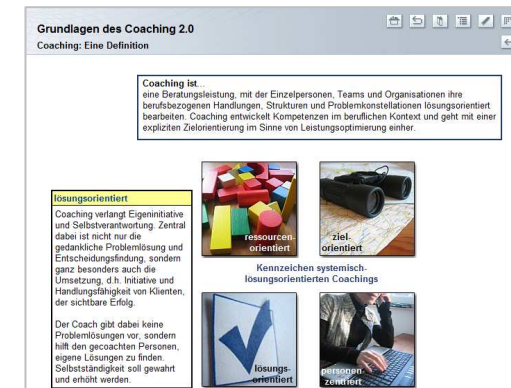 Grundlagen des Coaching 2.0
Coaching: Eine Definition
Coaching ist...
eine Beratungsleistung, mit der Einzelpersonen, Teams und Organisationen ihre
berufsbezogenen Handlungen, Strukturen und Problemkonstellationen lösungsorientiert
bearbeiten. Coaching entwickelt Kompetenzen im beruflichen Kontext und geht mit einer
expliziten Zielorientierung im Sinne von Leistungsoptimierung einher.
lösungsorientiert
Coaching verlangt Eigeninitiative
und Selbstverantwortung. Zentral
dabei ist nicht nur die
gedankliche Problemlösung und
Entscheidungsfindung, sondern
ganz besonders auch die
Umsetzung, d.h. Initiative und
Handlungsfähigkeit von Klienten,
der sichtbare Erfolg.
Der Coach gibt dabei keine
Problemlösungen vor, sondern
hilft den gecoachten Personen,
eigene Lösungen zu finden.
Selbstständigkeit soll gewahrt
und erhöht werden.
ressourcen-
orientiert
ziel-
orientiert
Kennzeichen systemisch-
lösungsorientierten Coachings
lösungs-
orientiert
personen-
zentriert